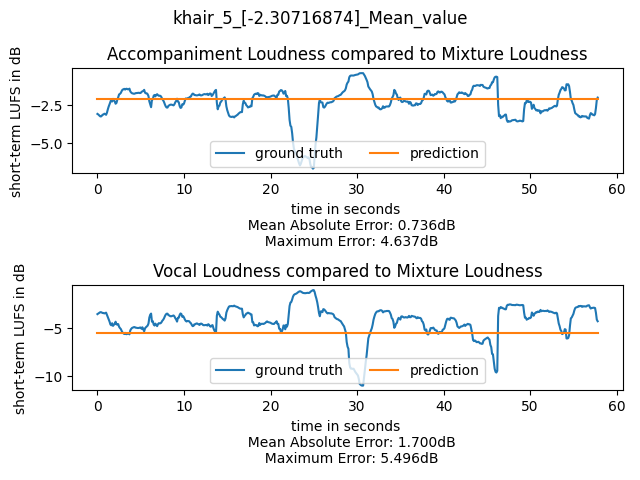 khair_5_[-2.30716874]_Mean_value
Accompaniment Loudness compared to Mixture Loudness
short-term LUFS in dB
−2.5
−5.0
ground truth
prediction
0 10 20 30 40 50 60
time in seconds
Mean Absolute Error: 0.736dB
Maximum Error: 4.637dB
Vocal Loudness compared to Mixture Loudness
short-term LUFS in dB
−5
−10
ground truth
prediction
0 10 20 30 40 50 60
time in seconds
Mean Absolute Error: 1.700dB
Maximum Error: 5.496dB